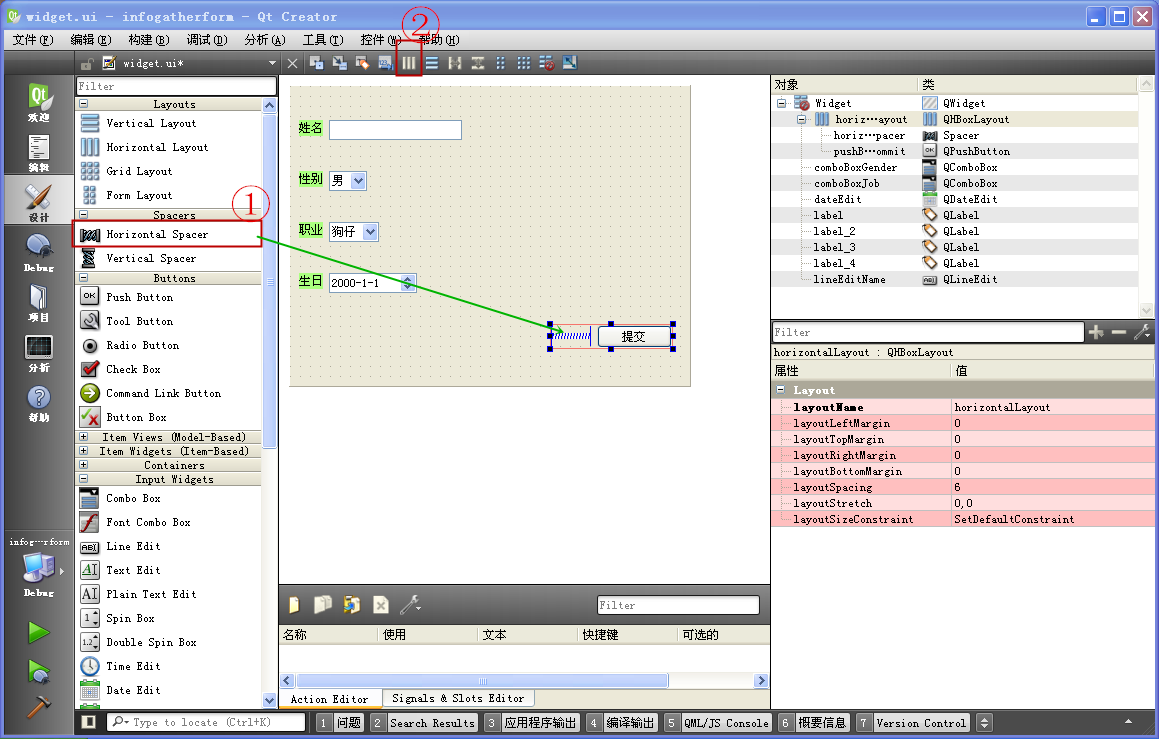 widget.ui - infogatherform - Qt Creator
文件(F) 编辑(E) 构建(B) 调试(D) 分析(A) 工具(T) 控件(W) 帮助(H)
②
widget.ui*
Qt
欢迎
编辑
设计
Debug
项目
分析
帮助
infog…rform
Debug
Filter
Layouts
Vertical Layout
Horizontal Layout
Grid Layout
Form Layout
Spacers
①
Horizontal Spacer
Vertical Spacer
Buttons
OK Push Button
Tool Button
Radio Button
Check Box
Command Link Button
Button Box
Item Views (Model-Based)
Item Widgets (Item-Based)
Containers
Input Widgets
Combo Box
Font Combo Box
ABI Line Edit
AI Text Edit
AI Plain Text Edit
1 Spin Box
1.2 Double Spin Box
Time Edit
Date Edit
姓名
性别 男
职业 狗仔
生日 2000-1-1
提交
对象 类
Widget QWidget
horiz…ayout QHBoxLayout
horiz…pacer Spacer
pushB…ommit OK QPushButton
comboBoxGender QComboBox
comboBoxJob QComboBox
dateEdit QDateEdit
label QLabel
label_2 QLabel
label_3 QLabel
label_4 QLabel
lineEditName ABI QLineEdit
Filter
horizontalLayout : QHBoxLayout
属性 值
Layout
layoutName horizontalLayout
layoutLeftMargin 0
layoutTopMargin 0
layoutRightMargin 0
layoutBottomMargin 0
layoutSpacing 6
layoutStretch 0,0
layoutSizeConstraint SetDefaultConstraint
Filter
名称 使用 文本 快捷键 可选的
Action Editor Signals & Slots Editor
Type to locate (Ctrl+K) 1 问题 2 Search Results 3 应用程序输出 4 编译输出 5 QML/JS Console 6 概要信息 7 Version Control